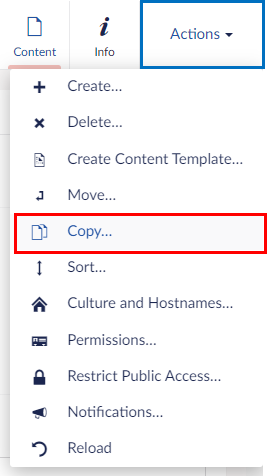 Content
Info
Actions
Create...
Delete...
Create Content Template...
Move...
Copy...
Sort...
Culture and Hostnames...
Permissions...
Restrict Public Access...
Notifications...
Reload